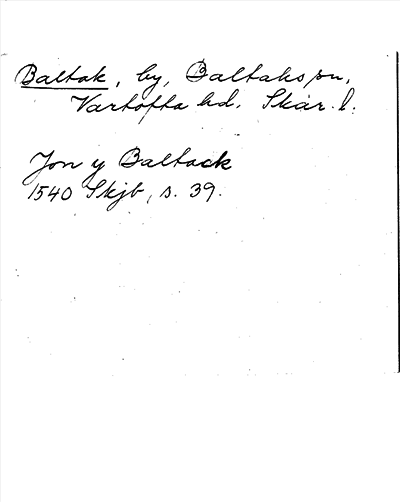 Baltak, by, Baltaks sn,
Vartofta hd. Skar. l.
Jon y Baltack
1540 Skjb, s. 39.